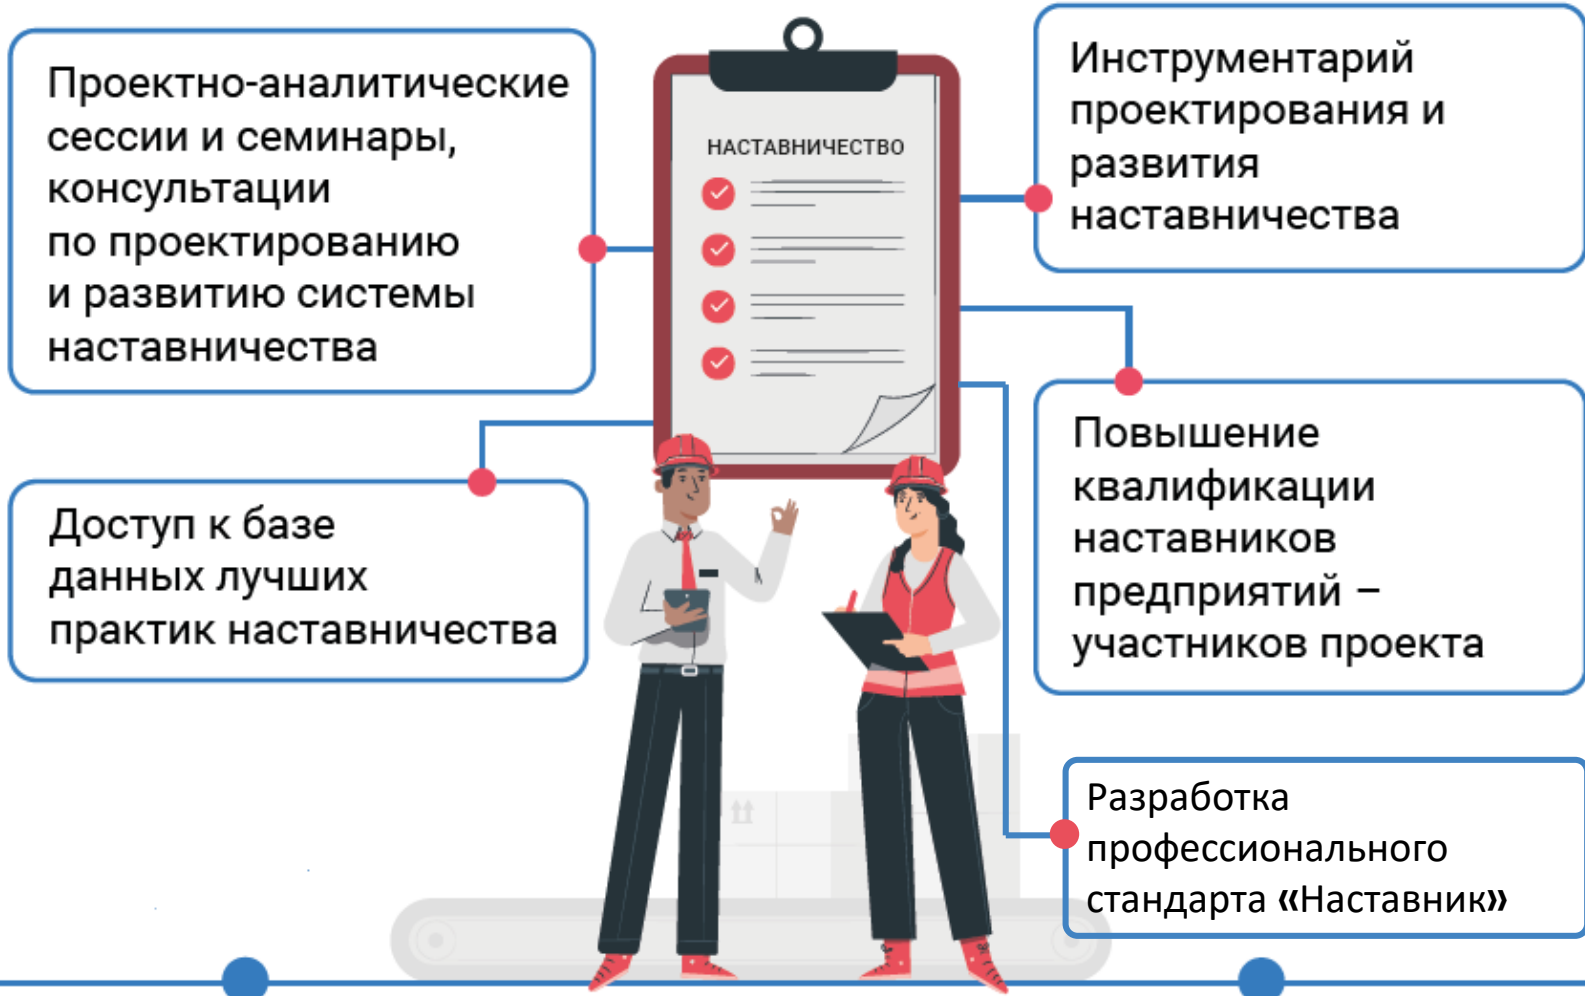 Проектно-аналитические
сессии и семинары,
консультации
по проектированию
и развитию системы
наставничества
Доступ к базе
данных лучших
практик наставничества
НАСТАВНИЧЕСТВО
Инструментарий
проектирования и
развития
наставничества
Повышение
квалификации
наставников
предприятий –
участников проекта
Разработка
профессионального
стандарта «Наставник»